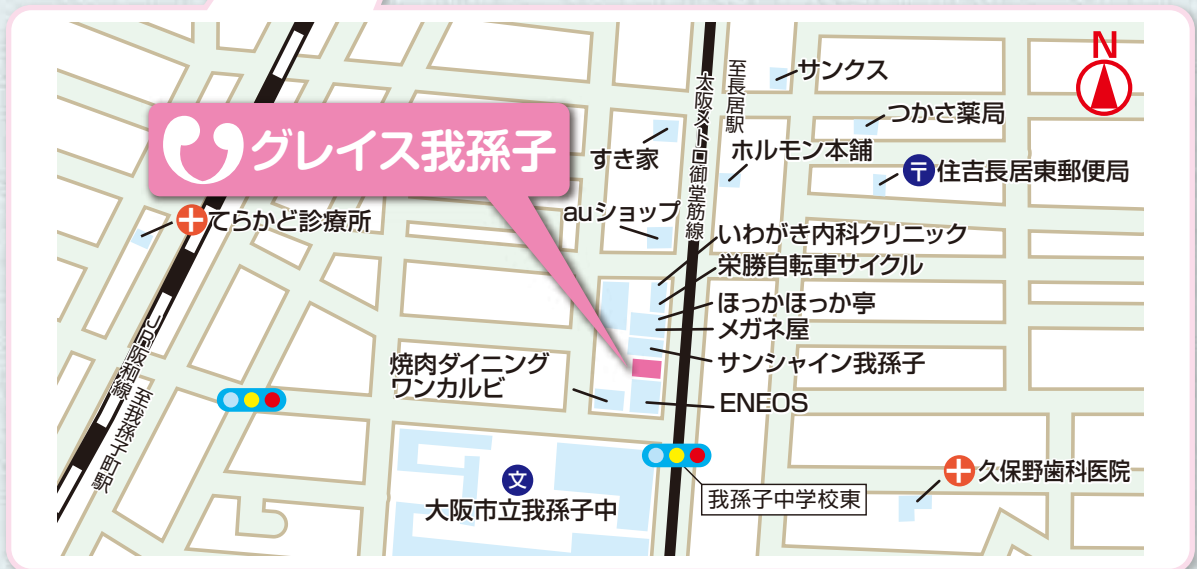 N
サンクス
至長居駅
大阪メトロ御堂筋線
つかさ薬局
グレイス我孫子
すき家
ホルモン本舗
〒住吉長居東郵便局
てらかど診療所
auショップ
いわがき内科クリニック
栄勝自転車サイクル
ほっかほっか亭
メガネ屋
サンシャイン我孫子
焼肉ダイニング
ワンカルビ
ENEOS
JR阪和線
至我孫子町駅
文
大阪市立我孫子中
我孫子中学校東
久保野歯科医院